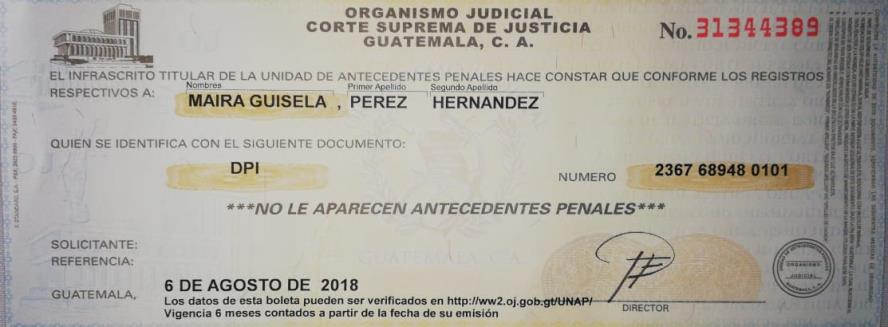 ORGANISMO JUDICIAL
CORTE SUPREMA DE JUSTICIA
GUATEMALA, C. A.
No. 31344389
EL INFRASCRITO TITULAR DE LA UNIDAD DE ANTECEDENTES PENALES HACE CONSTAR QUE CONFORME LOS REGISTROS
Nombres Primer Apellido Segundo Apellido
RESPECTIVOS A: MAIRA GUISELA , PEREZ HERNANDEZ
QUIEN SE IDENTIFICA CON EL SIGUIENTE DOCUMENTO:
DPI NUMERO 2367 68948 0101
***NO LE APARECEN ANTECEDENTES PENALES***
SOLICITANTE:
REFERENCIA:
GUATEMALA, 6 DE AGOSTO DE 2018
Los datos de esta boleta pueden ser verificados en http://ww2.oj.gob.gt/UNAP/
Vigencia 6 meses contados a partir de la fecha de su emisión
DIRECTOR
ORGANISMO
JUDICIAL
GUATEMALA, C.A.